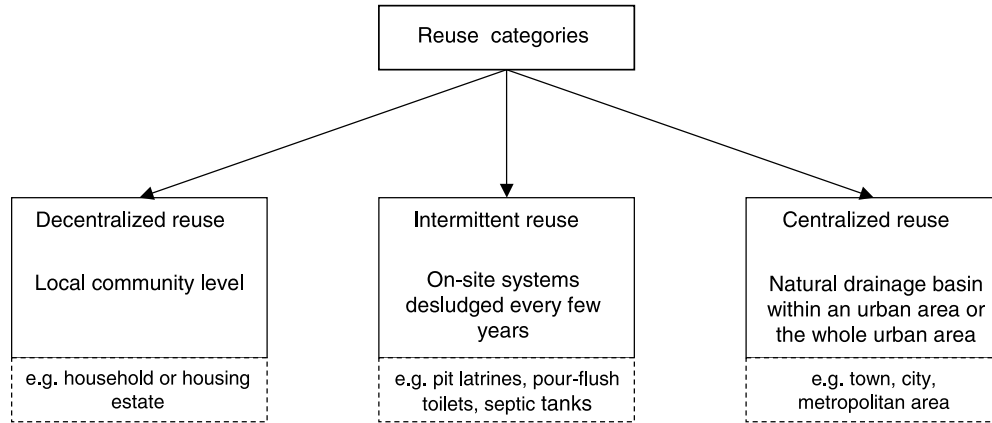 Reuse categories
Decentralized reuse
Local community level
e.g. household or housing
estate
Intermittent reuse
On-site systems
desludged every few
years
e.g. pit latrines, pour-flush
toilets, septic tanks
Centralized reuse
Natural drainage basin
within an urban area or
the whole urban area
e.g. town, city,
metropolitan area